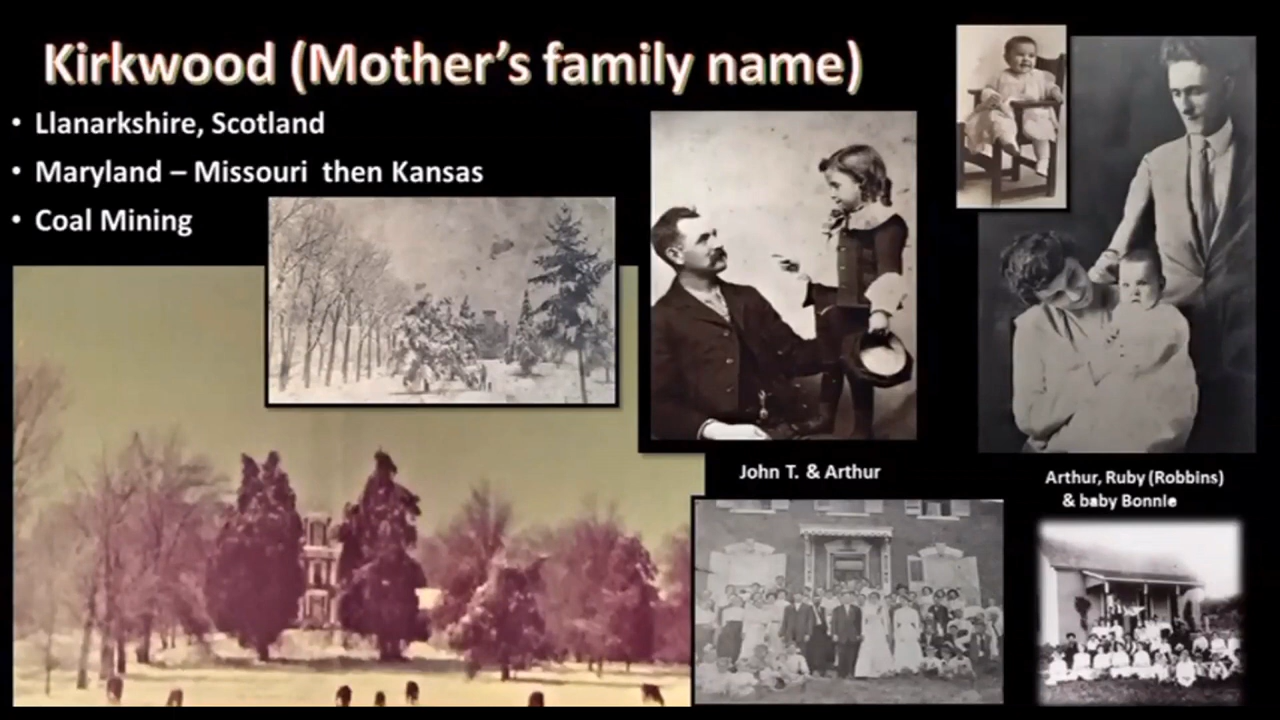 Kirkwood (Mother's family name)
• Llanarkshire, Scotland
• Maryland – Missouri then Kansas
• Coal Mining
John T. & Arthur
Arthur, Ruby (Robbins)
& baby Bonnie